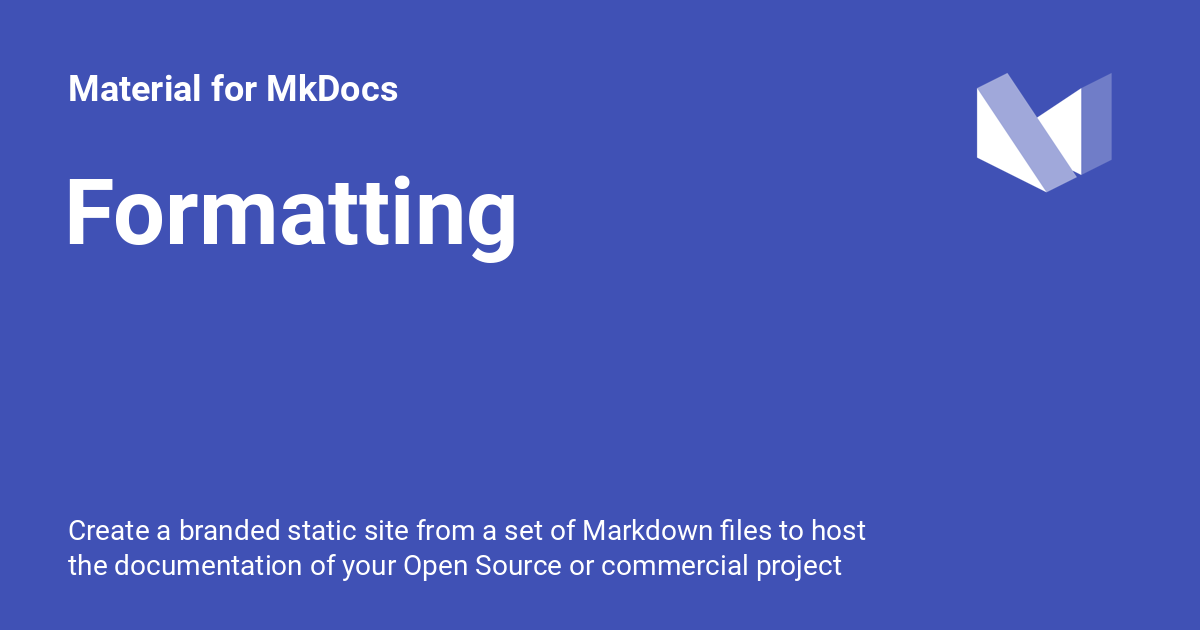 Material for MkDocs
Formatting
Create a branded static site from a set of Markdown files to host
the documentation of your Open Source or commercial project